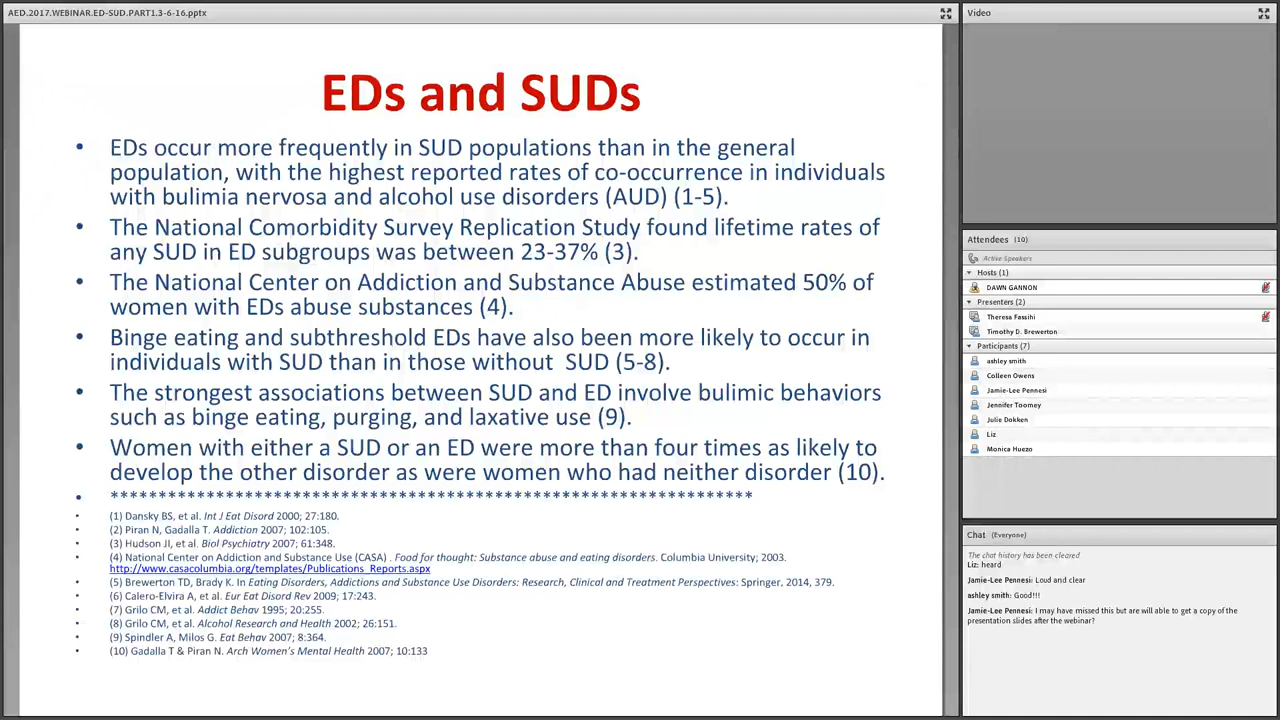 AED.2017.WEBINAR.ED-SUD.PART1.3-6-16.pptx
EDs and SUDs
• EDs occur more frequently in SUD populations than in the general
population, with the highest reported rates of co-occurrence in individuals
with bulimia nervosa and alcohol use disorders (AUD) (1-5).
• The National Comorbidity Survey Replication Study found lifetime rates of
any SUD in ED subgroups was between 23-37% (3).
• The National Center on Addiction and Substance Abuse estimated 50% of
women with EDs abuse substances (4).
• Binge eating and subthreshold EDs have also been more likely to occur in
individuals with SUD than in those without SUD (5-8).
• The strongest associations between SUD and ED involve bulimic behaviors
such as binge eating, purging, and laxative use (9).
• Women with either a SUD or an ED were more than four times as likely to
develop the other disorder as were women who had neither disorder (10).
• ******************************************************************
• (1) Dansky BS, et al. Int J Eat Disord 2000; 27:180.
• (2) Piran N, Gadalla T. Addiction 2007; 102:105.
• (3) Hudson JI, et al. Biol Psychiatry 2007; 61:348.
• (4) National Center on Addiction and Substance Use (CASA) . Food for thought: Substance abuse and eating disorders. Columbia University; 2003.
http://www.casacolumbia.org/templates/Publications_Reports.aspx
• (5) Brewerton TD, Brady K. In Eating Disorders, Addictions and Substance Use Disorders: Research, Clinical and Treatment Perspectives: Springer, 2014, 379.
• (6) Calero-Elvira A, et al. Eur Eat Disord Rev 2009; 17:243.
• (7) Grilo CM, et al. Addict Behav 1995; 20:255.
• (8) Grilo CM, et al. Alcohol Research and Health 2002; 26:151.
• (9) Spindler A, Milos G. Eat Behav 2007; 8:364.
• (10) Gadalla T & Piran N. Arch Women's Mental Health 2007; 10:133
Video
Attendees (10)
Active Speakers
Hosts (1)
DAWN GANNON
Presenters (2)
Theresa Fassihi
Timothy D. Brewerton
Participants (7)
ashley smith
Colleen Owens
Jamie-Lee Pennesi
Jennifer Toomey
Julie Dokken
Liz
Monica Huezo
Chat (Everyone)
The chat history has been cleared
Liz: heard
Jamie-Lee Pennesi: Loud and clear
ashley smith: Good!!!
Jamie-Lee Pennesi: I may have missed this but are will able to get a copy of the
presentation slides after the webinar?